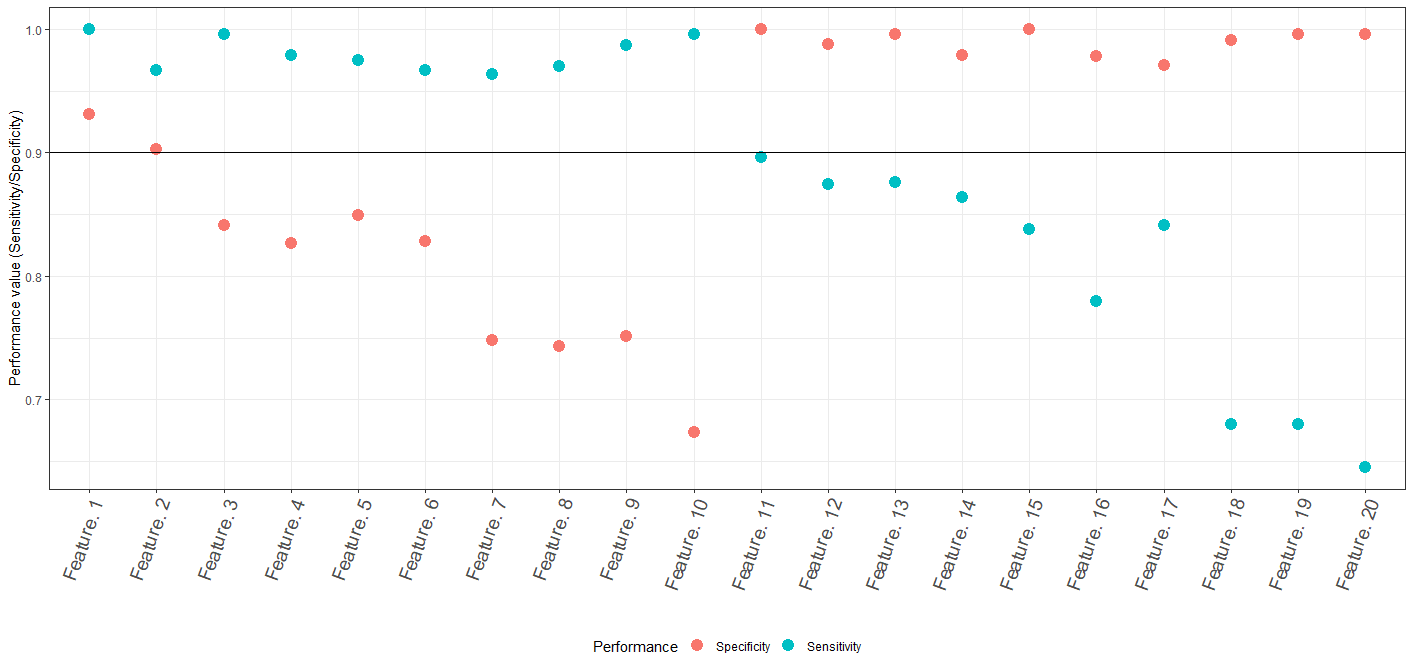 Performance value (Sensitivity/Specificity)
1.0
0.9
0.8
0.7
Feature. 1
Feature. 2
Feature. 3
Feature. 4
Feature. 5
Feature. 6
Feature. 7
Feature. 8
Feature. 9
Feature. 10
Feature. 11
Feature. 12
Feature. 13
Feature. 14
Feature. 15
Feature. 16
Feature. 17
Feature. 18
Feature. 19
Feature. 20
Performance Specificity Sensitivity